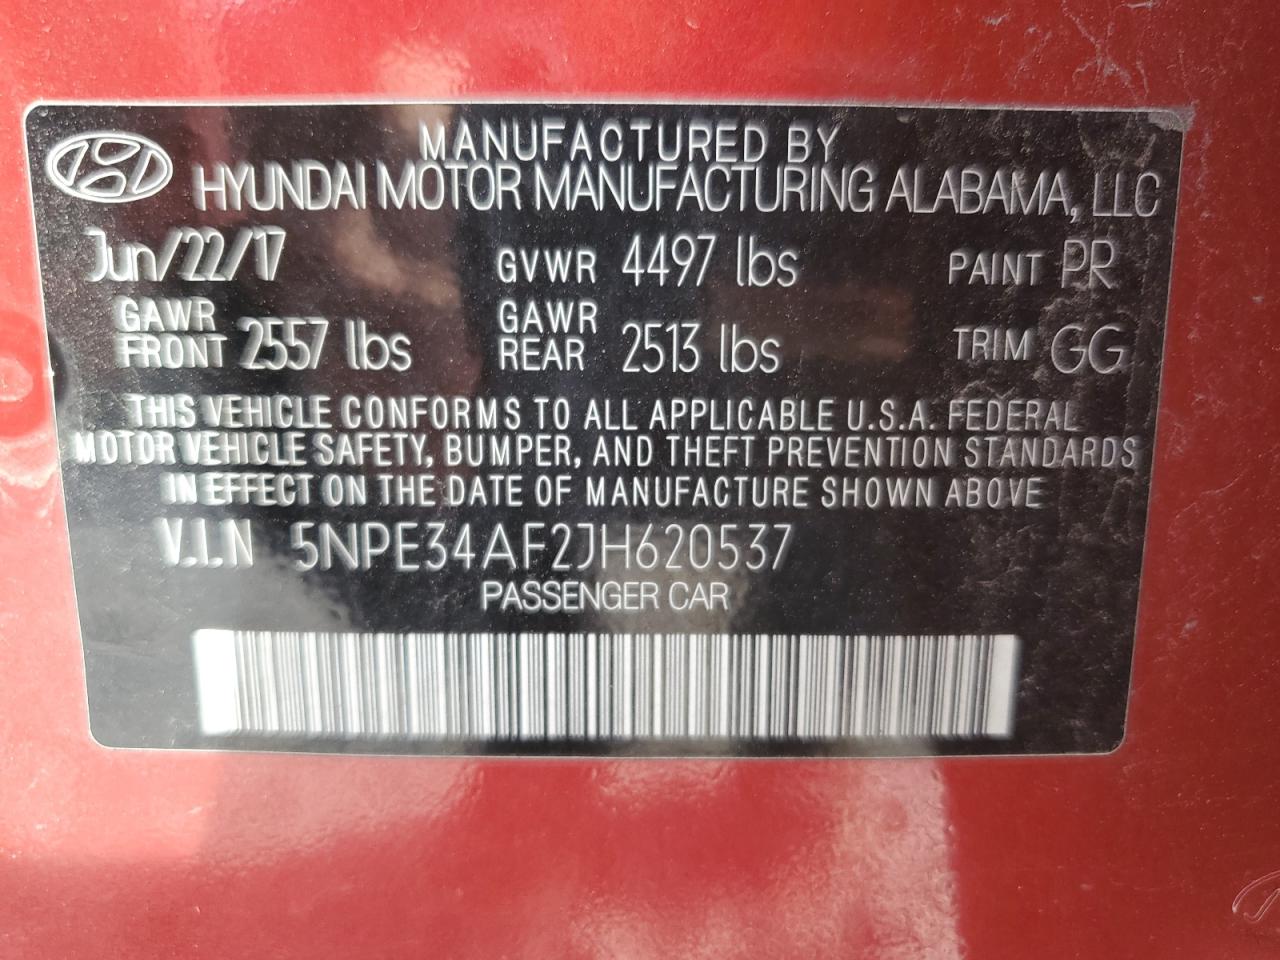 MANUFACTURED BY
HYUNDAI MOTOR MANUFACTURING ALABAMA, LLC
Jun/22/17 GVWR 4497 lbs PAINT PR
GAWR FRONT 2557 lbs GAWR REAR 2513 lbs TRIM GG
THIS VEHICLE CONFORMS TO ALL APPLICABLE U.S.A. FEDERAL
MOTOR VEHICLE SAFETY, BUMPER, AND THEFT PREVENTION STANDARDS
IN EFFECT ON THE DATE OF MANUFACTURE SHOWN ABOVE
V.I.N 5NPE34AF2JH620537
PASSENGER CAR